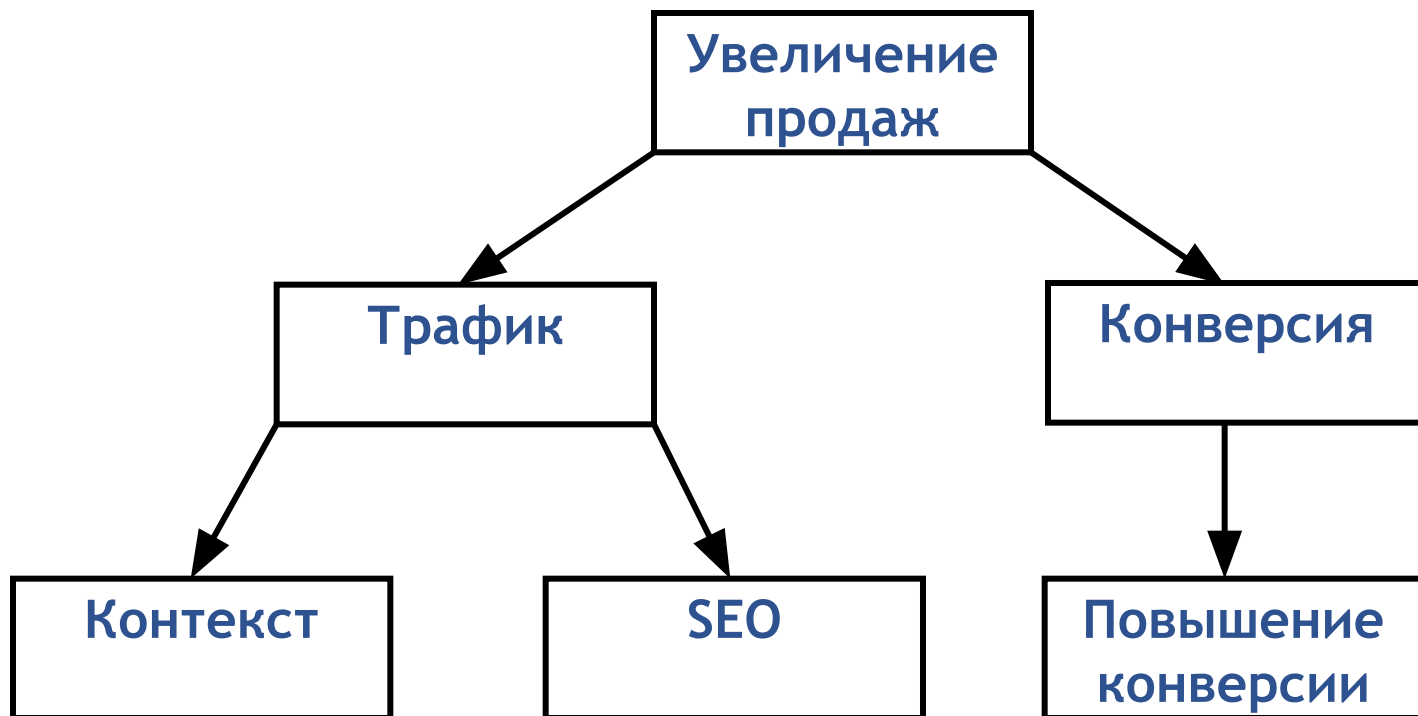 Увеличение
продаж
Трафик
Конверсия
Контекст
SEO
Повышение
конверсии